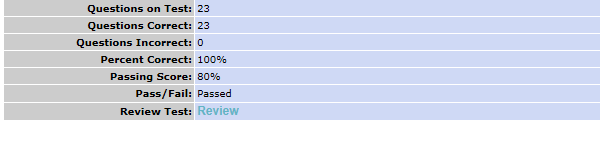 Questions on Test: 23
Questions Correct: 23
Questions Incorrect: 0
Percent Correct: 100%
Passing Score: 80%
Pass/Fail: Passed
Review Test: Review